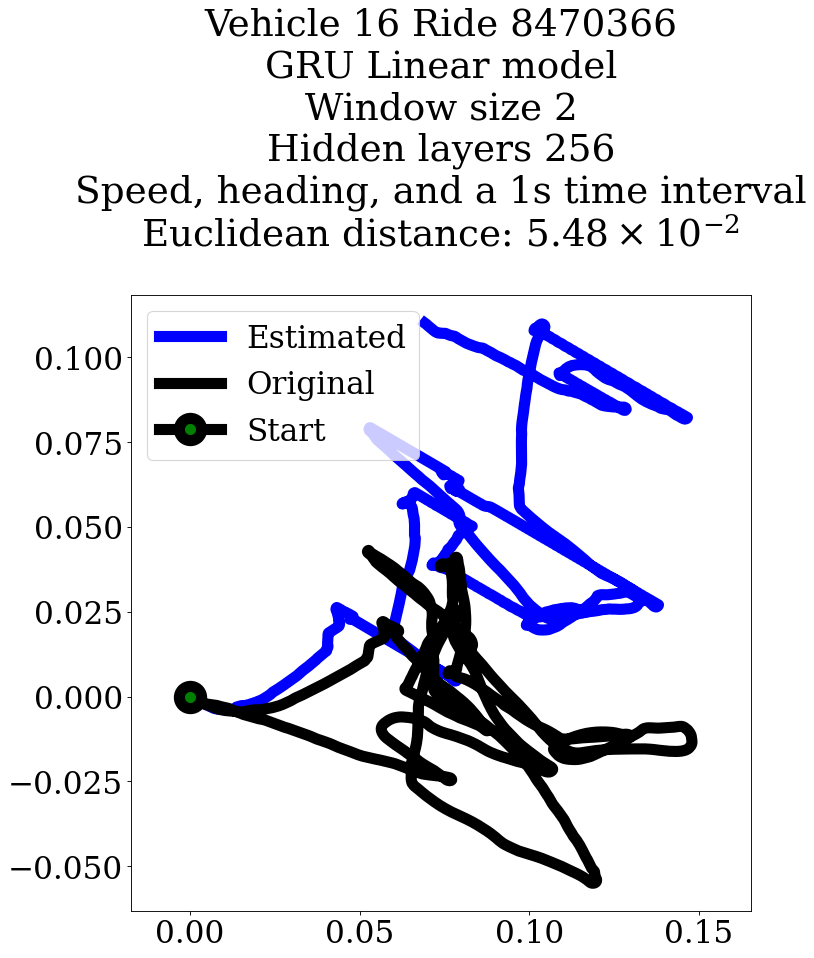 Vehicle 16 Ride 8470366
GRU Linear model
Window size 2
Hidden layers 256
Speed, heading, and a 1s time interval
Euclidean distance: 5.48 × 10⁻²
Estimated
Original
Start
0.100
0.075
0.050
0.025
0.000
−0.025
−0.050
0.00 0.05 0.10 0.15